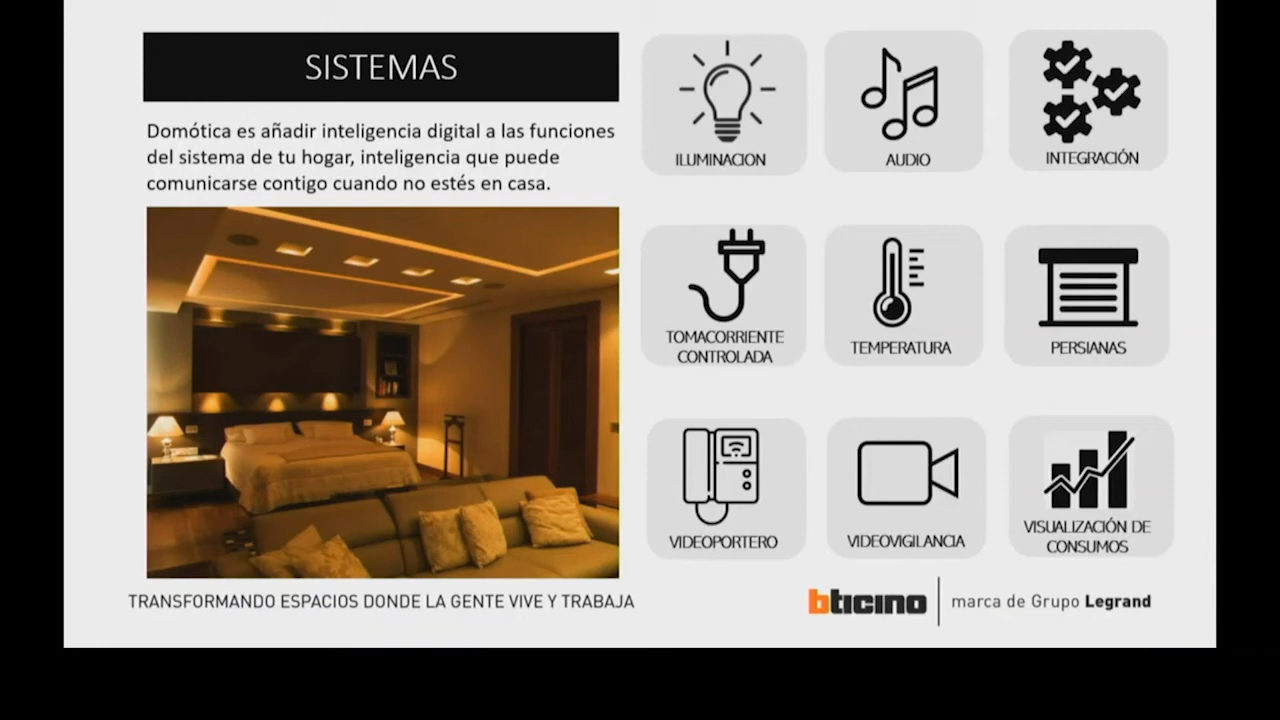 SISTEMAS
Domótica es añadir inteligencia digital a las funciones
del sistema de tu hogar, inteligencia que puede
comunicarse contigo cuando no estés en casa.
ILUMINACION
AUDIO
INTEGRACIÓN
TOMACORRIENTE
CONTROLADA
TEMPERATURA
PERSIANAS
VIDEOPORTERO
VIDEOVIGILANCIA
VISUALIZACIÓN DE
CONSUMOS
TRANSFORMANDO ESPACIOS DONDE LA GENTE VIVE Y TRABAJA
bticino
marca de Grupo Legrand